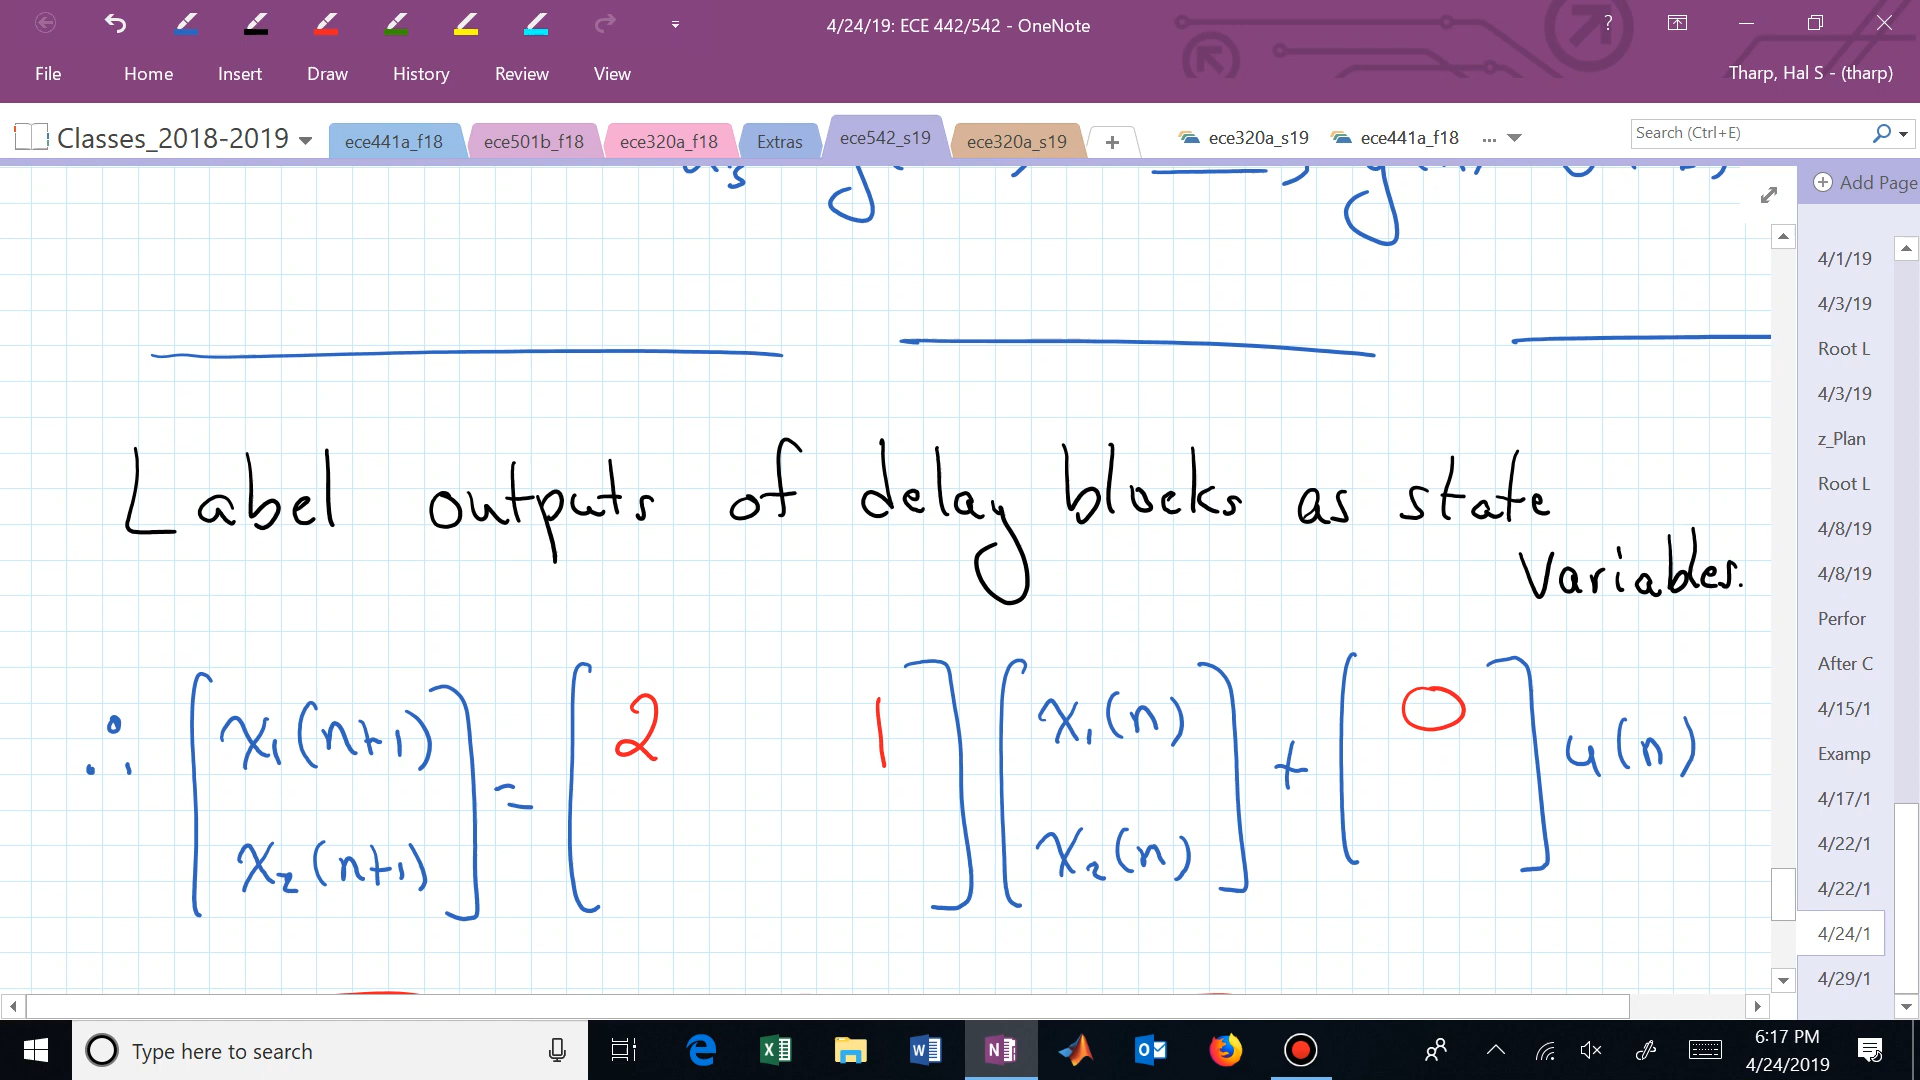 4/24/19: ECE 442/542 - OneNote
?
File Home Insert Draw History Review View
Tharp, Hal S - (tharp)
Classes_2018-2019
ece441a_f18 ece501b_f18 ece320a_f18 Extras ece542_s19 ece320a_s19 + ece320a_s19 ece441a_f18 ...
Search (Ctrl+E)
Add Page
4/1/19
4/3/19
Root L
4/3/19
z_Plan
Root L
4/8/19
4/8/19
Perfor
After C
4/15/1
Examp
4/17/1
4/22/1
4/22/1
4/24/1
4/29/1
Label outputs of delay blocks as state
variables.
∴ [x₁(n+1) = [2 1] [x₁(n) + [0] u(n)
x₂(n+1)] x₂(n)]
Type here to search
6:17 PM
4/24/2019